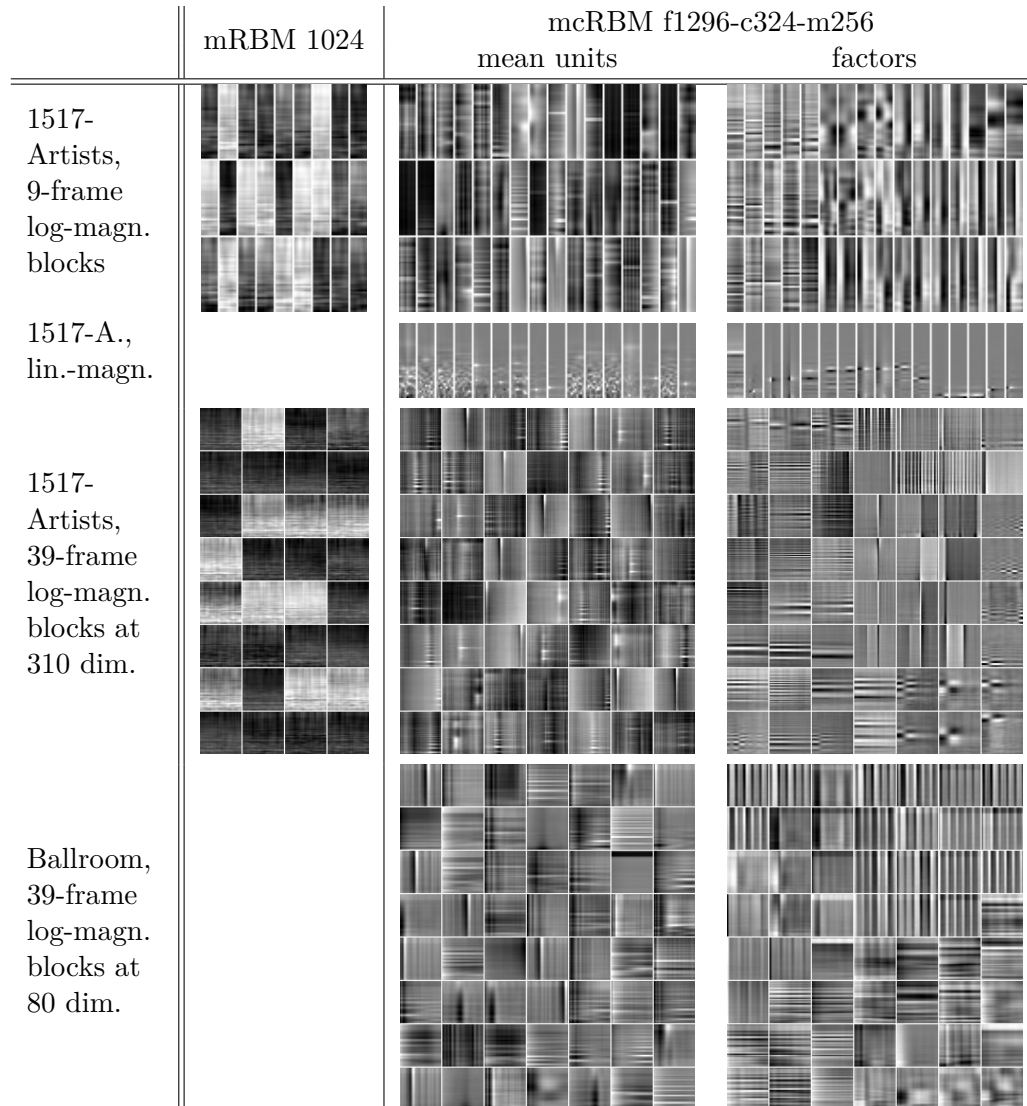 mRBM 1024
mcRBM f1296-c324-m256
mean units
factors
1517-
Artists,
9-frame
log-magn.
blocks
1517-A.,
lin.-magn.
1517-
Artists,
39-frame
log-magn.
blocks at
310 dim.
Ballroom,
39-frame
log-magn.
blocks at
80 dim.